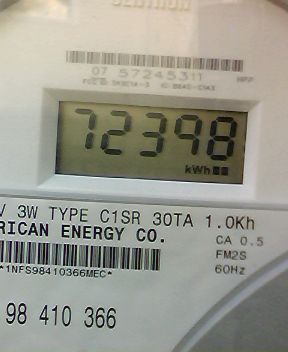 CENTRON
07 57245311
72398
kWh
V 3W TYPE C1SR 30TA 1.0Kh
RICAN ENERGY CO.
CA 0.5
FM2S
*1NFS98410366MEC*
60Hz
98 410 366